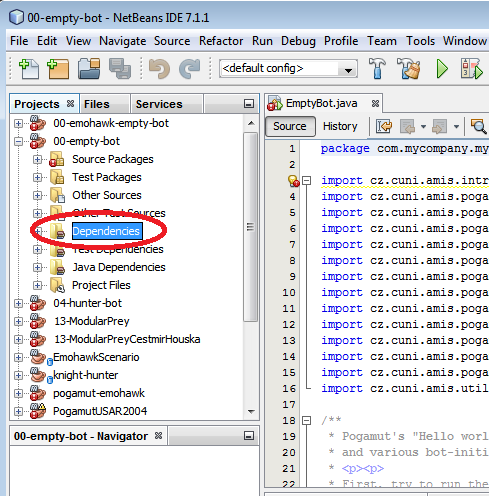 00-empty-bot - NetBeans IDE 7.1.1
File Edit View Navigate Source Refactor Run Debug Profile Team Tools Window
<default config>
Projects Files Services
00-emohawk-empty-bot
00-empty-bot
Source Packages
Test Packages
Other Sources
Other Test Sources
Dependencies
Test Dependencies
Java Dependencies
Project Files
04-hunter-bot
13-ModularPrey
13-ModularPreyCestmirHouska
EmohawkScenario
knight-hunter
pogamut-emohawk
PogamutUSAR2004
00-empty-bot - Navigator
EmptyBot.java
Source History
1 package com.mycompany.my
2
import cz.cuni.amis.intr
4 import cz.cuni.amis.poga
5 import cz.cuni.amis.poga
6 import cz.cuni.amis.poga
7 import cz.cuni.amis.poga
8 import cz.cuni.amis.poga
9 import cz.cuni.amis.poga
10 import cz.cuni.amis.poga
11 import cz.cuni.amis.poga
12 import cz.cuni.amis.poga
13 import cz.cuni.amis.poga
14 import cz.cuni.amis.poga
15 import cz.cuni.amis.poga
16 import cz.cuni.amis.util
17
18 /**
19 * Pogamut's "Hello worl
20 * and various bot-initi
21 * <p><p>
22 * First, try to run the